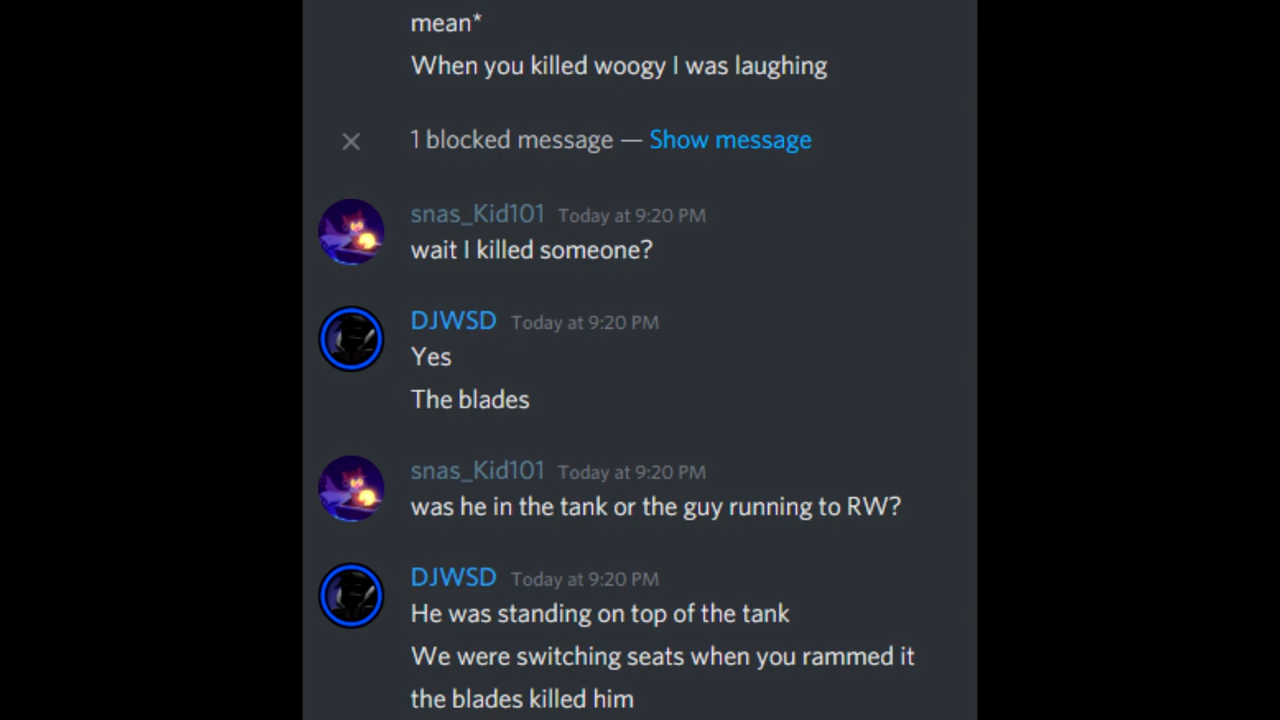 mean*
When you killed woogy I was laughing
1 blocked message — Show message
snas_Kid101 Today at 9:20 PM
wait I killed someone?
DJWSD Today at 9:20 PM
Yes
The blades
snas_Kid101 Today at 9:20 PM
was he in the tank or the guy running to RW?
DJWSD Today at 9:20 PM
He was standing on top of the tank
We were switching seats when you rammed it
the blades killed him